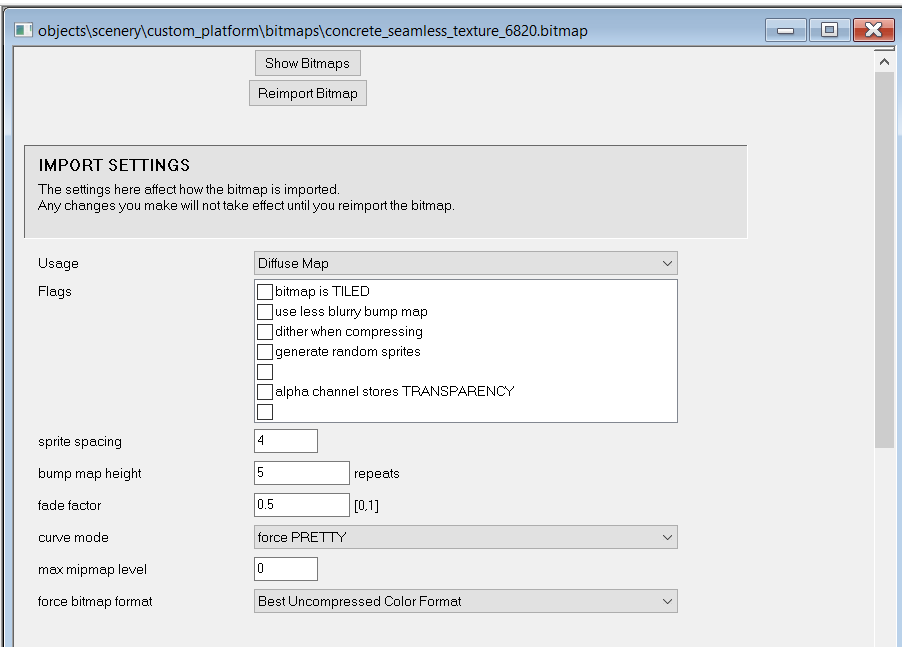 objects\scenery\custom_platform\bitmaps\concrete_seamless_texture_6820.bitmap
Show Bitmaps
Reimport Bitmap
IMPORT SETTINGS
The settings here affect how the bitmap is imported.
Any changes you make will not take effect until you reimport the bitmap.
Usage Diffuse Map
Flags bitmap is TILED
use less blurry bump map
dither when compressing
generate random sprites
alpha channel stores TRANSPARENCY
sprite spacing 4
bump map height 5 repeats
fade factor 0.5 [0,1]
curve mode force PRETTY
max mipmap level 0
force bitmap format Best Uncompressed Color Format